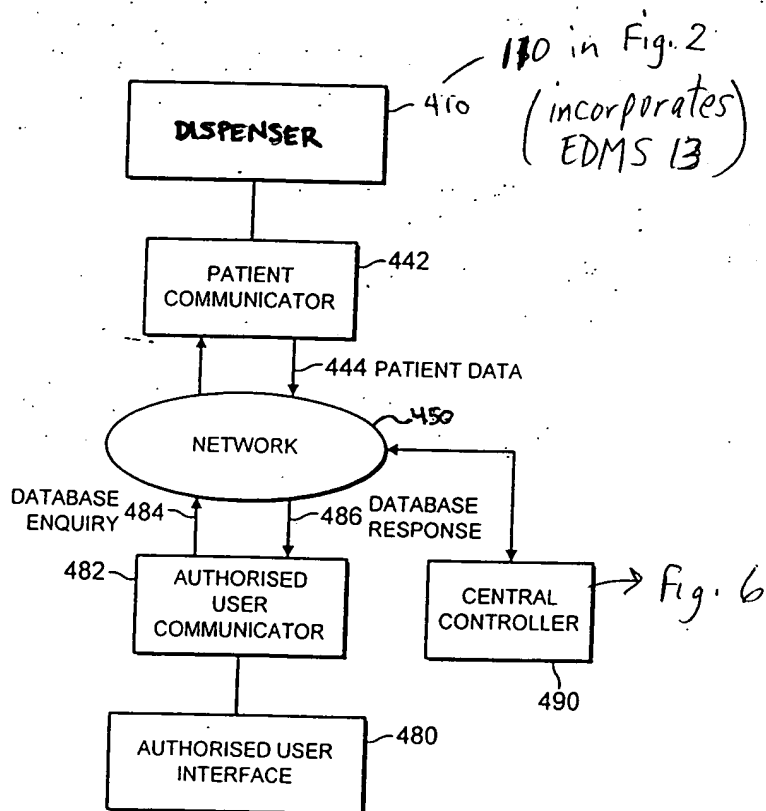 110 in Fig. 2
(incorporates
EDMS 13)
DISPENSER
410
PATIENT
COMMUNICATOR
442
444 PATIENT DATA
NETWORK
450
DATABASE
ENQUIRY
484
486
DATABASE
RESPONSE
482
AUTHORISED
USER
COMMUNICATOR
CENTRAL
CONTROLLER
Fig. 6
490
AUTHORISED USER
INTERFACE
480